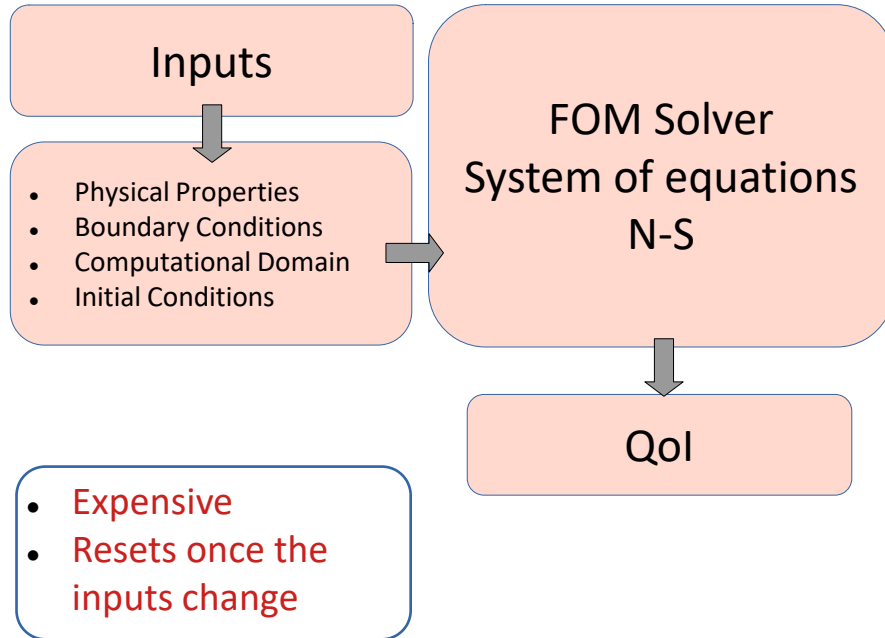 Inputs
• Physical Properties
• Boundary Conditions
• Computational Domain
• Initial Conditions
FOM Solver
System of equations
N-S
QoI
• Expensive
• Resets once the
inputs change